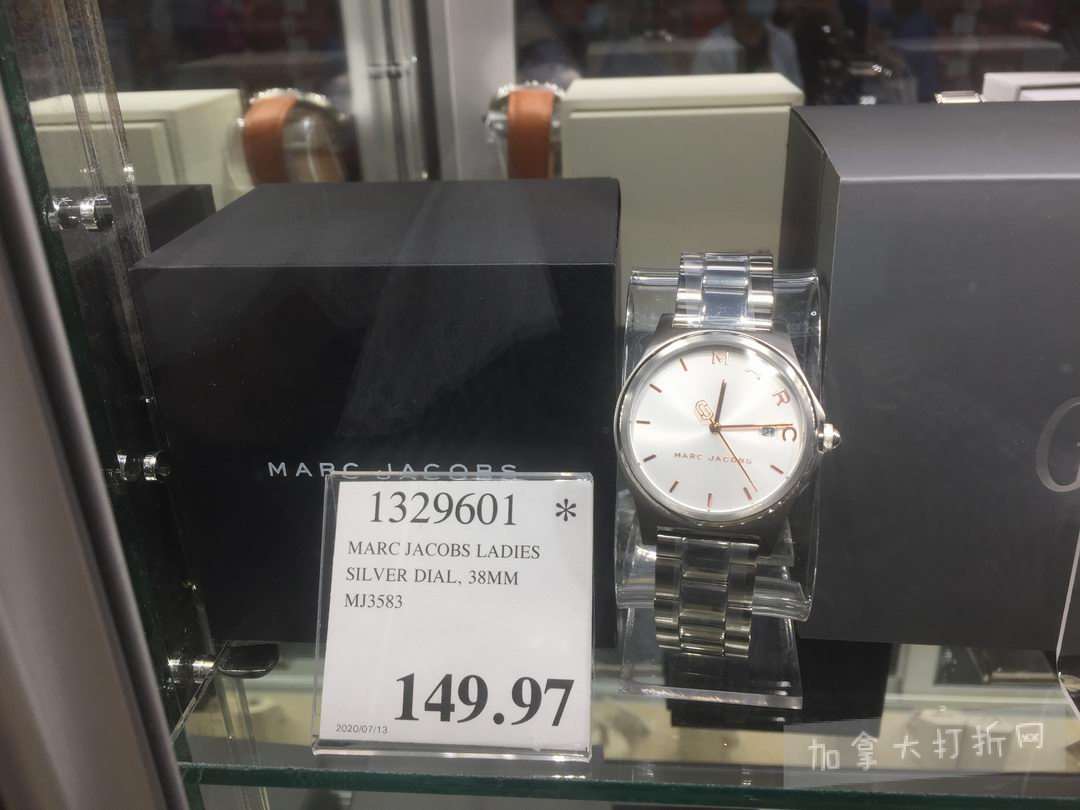 MARC JACOBS
1329601 *
MARC JACOBS LADIES
SILVER DIAL, 38MM
MJ3583
149.97
2020/07/13
M A R C
MARC JACOBS
G
加拿大打折网